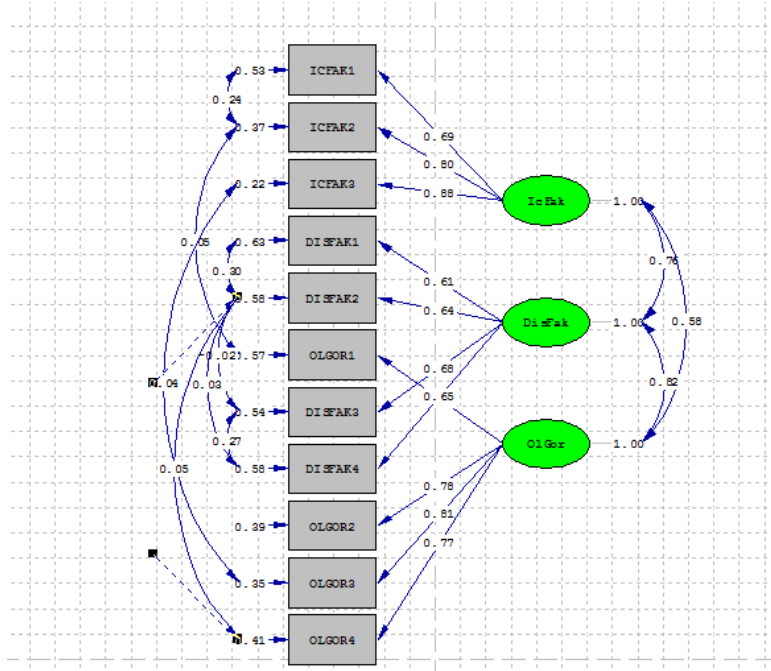 0.53 ICFAK1
0.24
0.37 ICFAK2
0.69
0.80
0.22 ICFAK3
0.88
IcFak 1.00
0.05
0.63 DISFAK1
0.76
0.30
0.61
0.58 DISFAK2
0.64
DisFak 1.00
0.58
-0.02
0.57 OLGOR1
0.68
0.04
0.03
0.65
0.82
0.54 DISFAK3
0.27
OlGor 1.00
0.05
0.58 DISFAK4
0.78
0.81
0.39 OLGOR2
0.77
0.35 OLGOR3
0.41 OLGOR4